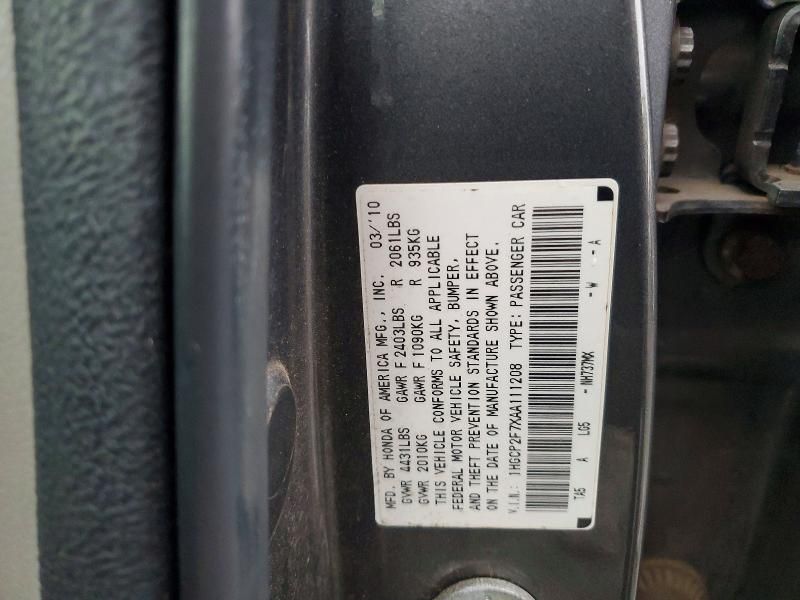 MFD. BY HONDA OF AMERICA MFG., INC. 03/'10
GVWR 4431LBS GAWR F 2403LBS R 2061LBS
GVWR 2010KG GAWR F 1090KG R 935KG
THIS VEHICLE CONFORMS TO ALL APPLICABLE
FEDERAL MOTOR VEHICLE SAFETY, BUMPER,
AND THEFT PREVENTION STANDARDS IN EFFECT
ON THE DATE OF MANUFACTURE SHOWN ABOVE.
V.I.N.: 1HGCP2F7XAA111208 TYPE: PASSENGER CAR
TA5 A LG5 - NH737MX - W - A